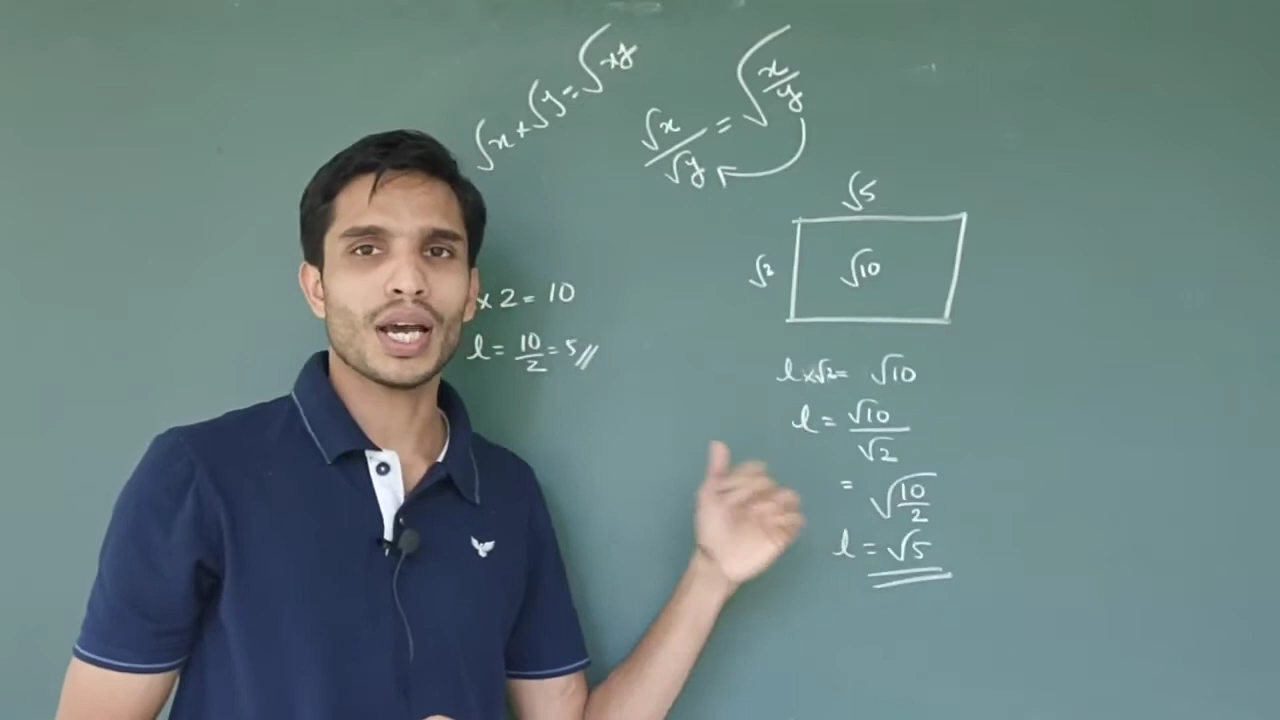 √x × √y = √xy
√x/√y = √x/y
√5
√2
√10
x 2 = 10
l = 10/2 = 5//
l x √2 = √10
l = √10/√2
= √10/2
l = √5